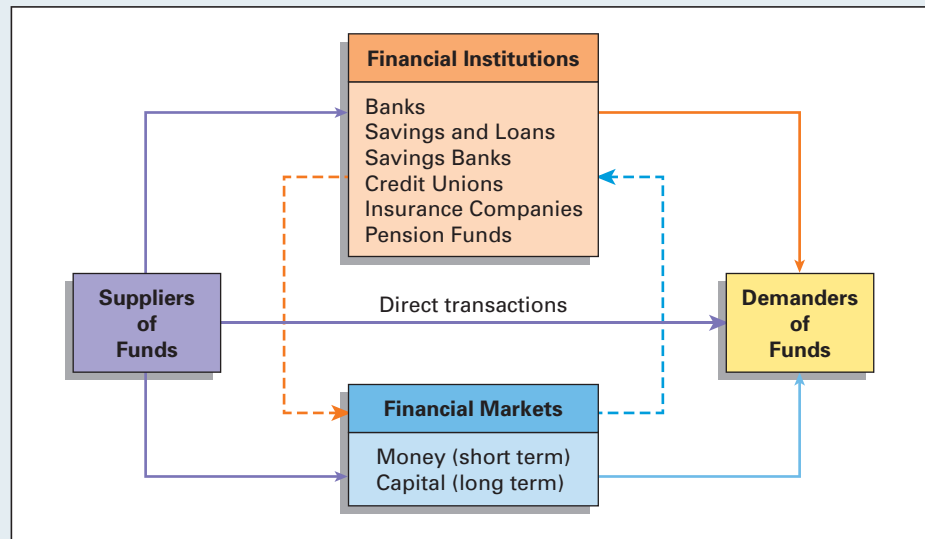 Financial Institutions
Banks
Savings and Loans
Savings Banks
Credit Unions
Insurance Companies
Pension Funds
Suppliers
of
Funds
Direct transactions
Demanders
of
Funds
Financial Markets
Money (short term)
Capital (long term)